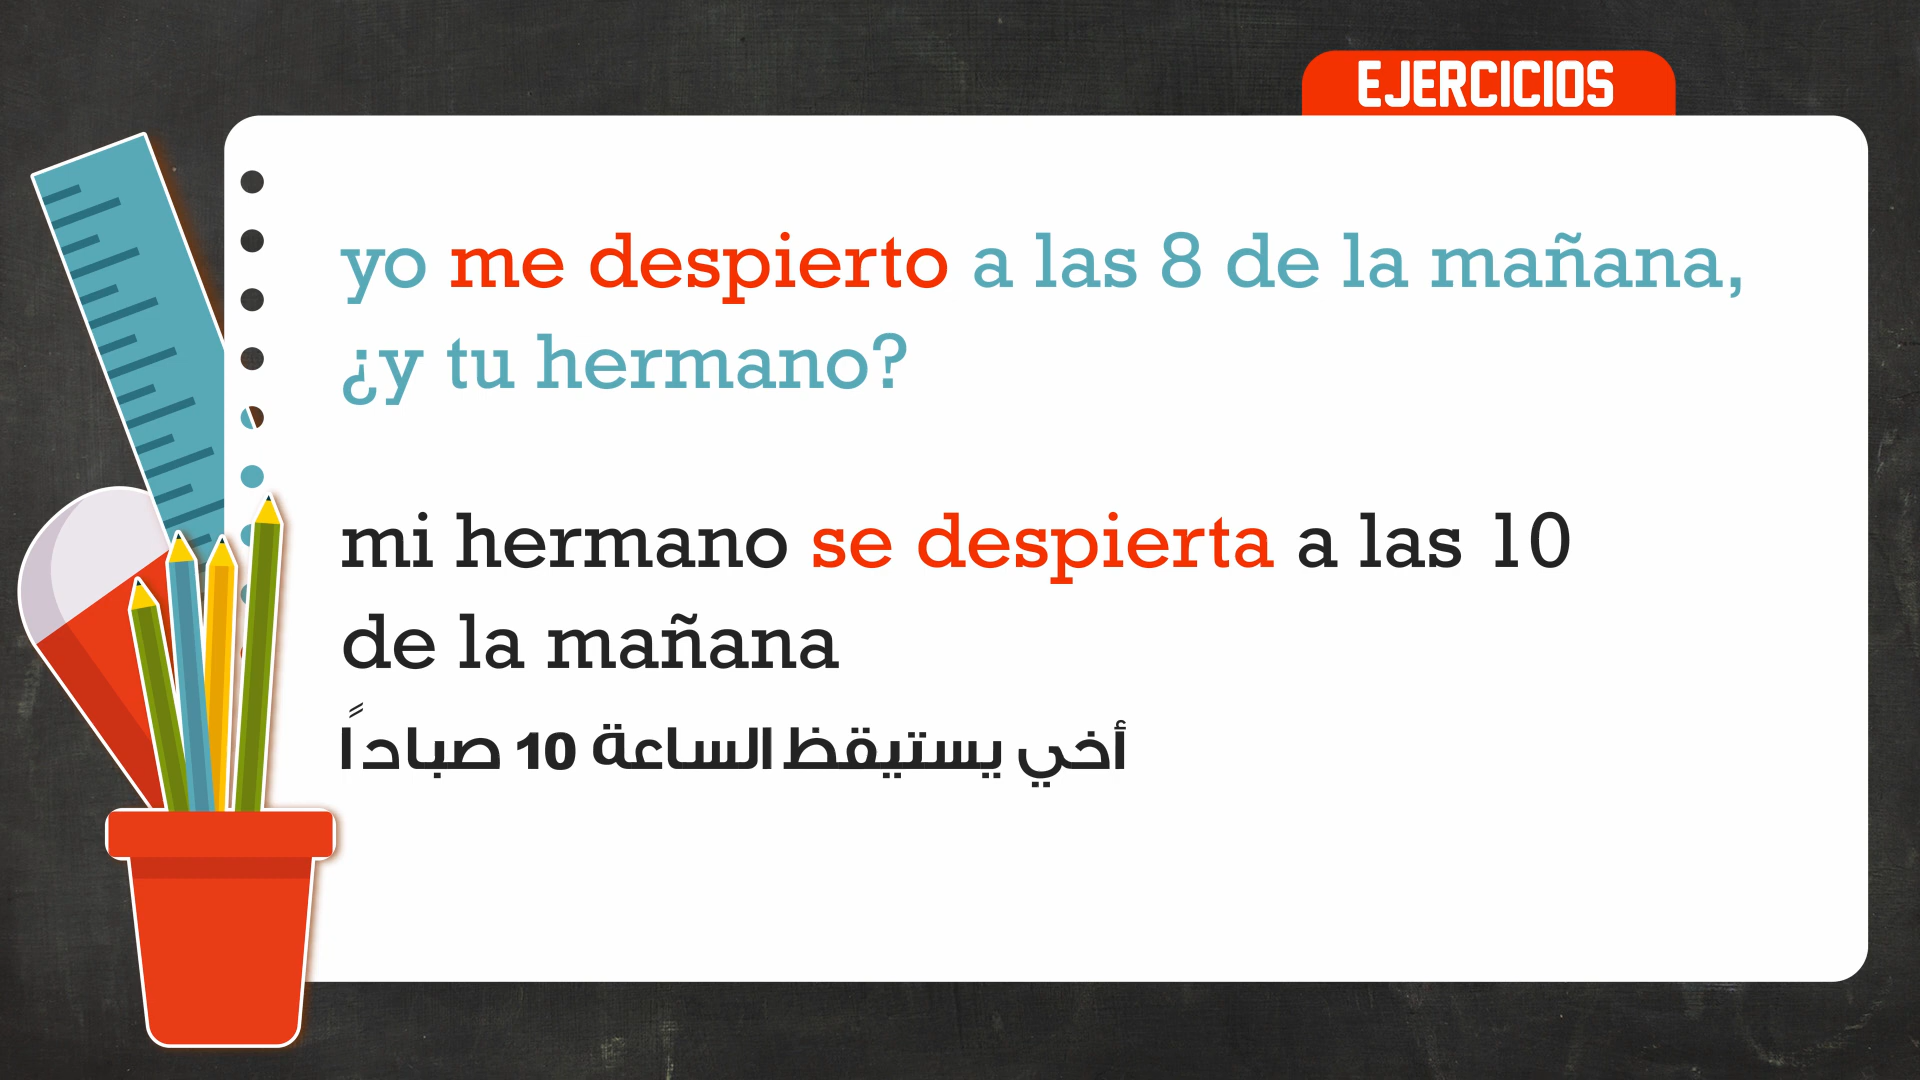 EJERCICIOS
yo me despierto a las 8 de la mañana,
¿y tu hermano?
mi hermano se despierta a las 10
de la mañana
أخي يستيقظ الساعة 10 صباحاً